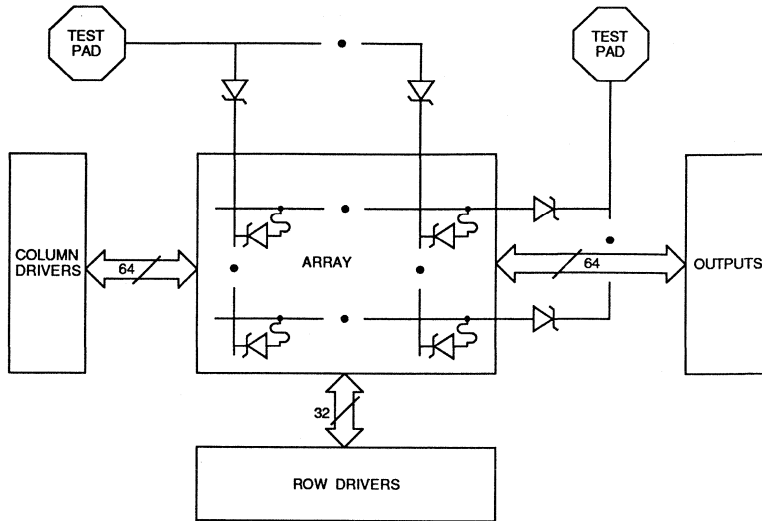 TEST
PAD
TEST
PAD
COLUMN
DRIVERS
64
ARRAY
64
OUTPUTS
32
ROW DRIVERS